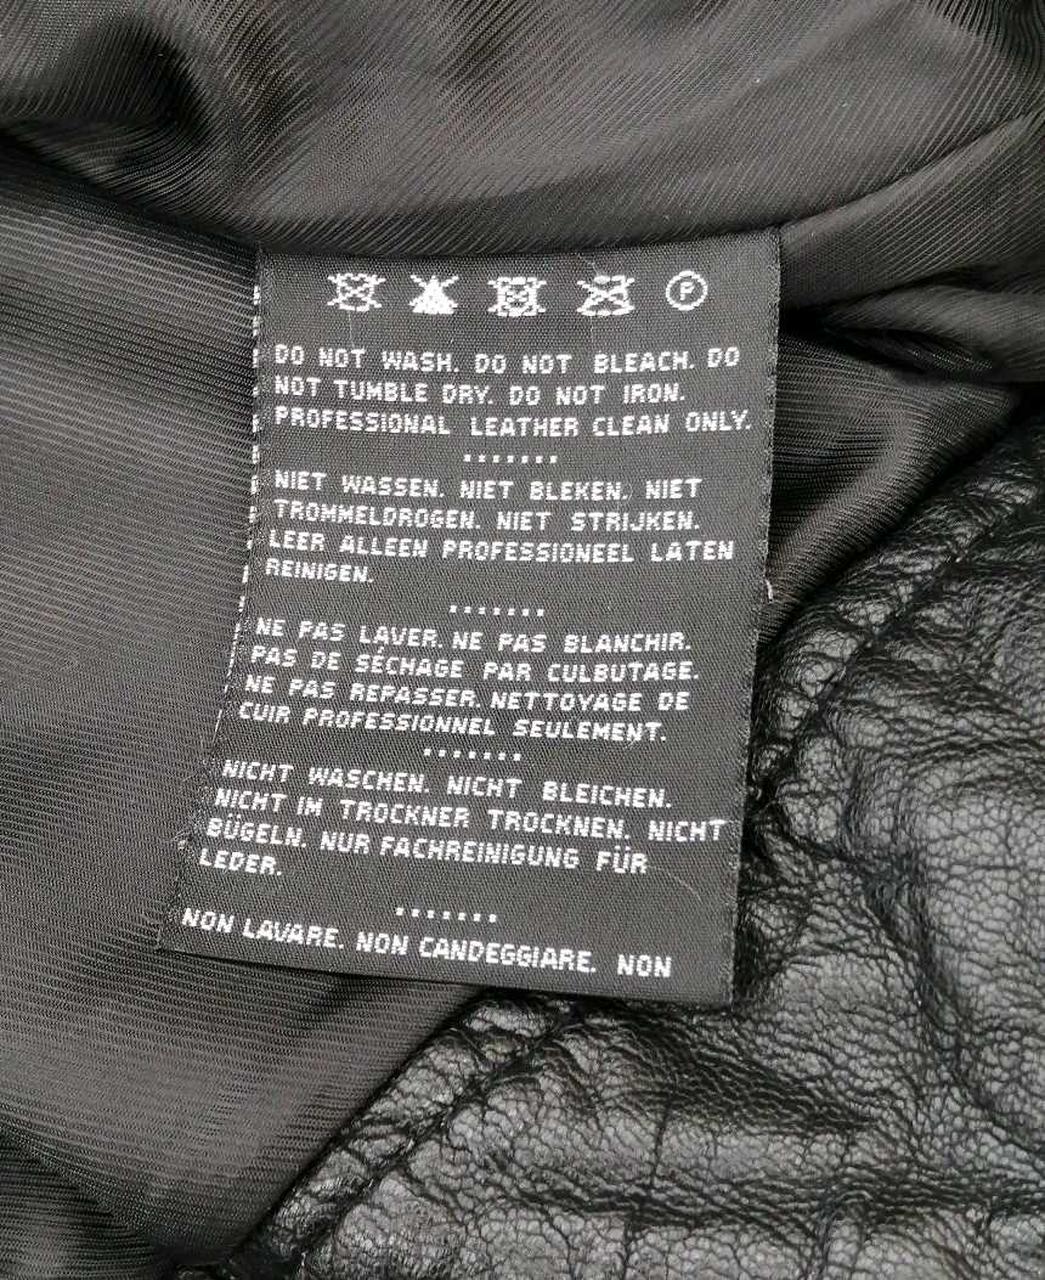 P
DO NOT WASH. DO NOT BLEACH. DO
NOT TUMBLE DRY. DO NOT IRON.
PROFESSIONAL LEATHER CLEAN ONLY.
.......
NIET WASSEN. NIET BLEKEN. NIET
TROMMELDROGEN. NIET STRIJKEN.
LEER ALLEEN PROFESSIONEEL LATEN
REINIGEN.
.......
NE PAS LAVER. NE PAS BLANCHIR.
PAS DE SÉCHAGE PAR CULBUTAGE.
NE PAS REPASSER. NETTOYAGE DE
CUIR PROFESSIONNEL SEULEMENT.
.......
NICHT WASCHEN. NICHT BLEICHEN.
NICHT IM TROCKNER TROCKNEN. NICHT
BÜGELN. NUR FACHREINIGUNG FÜR
LEDER.
.......
NON LAVARE. NON CANDEGGIARE. NON